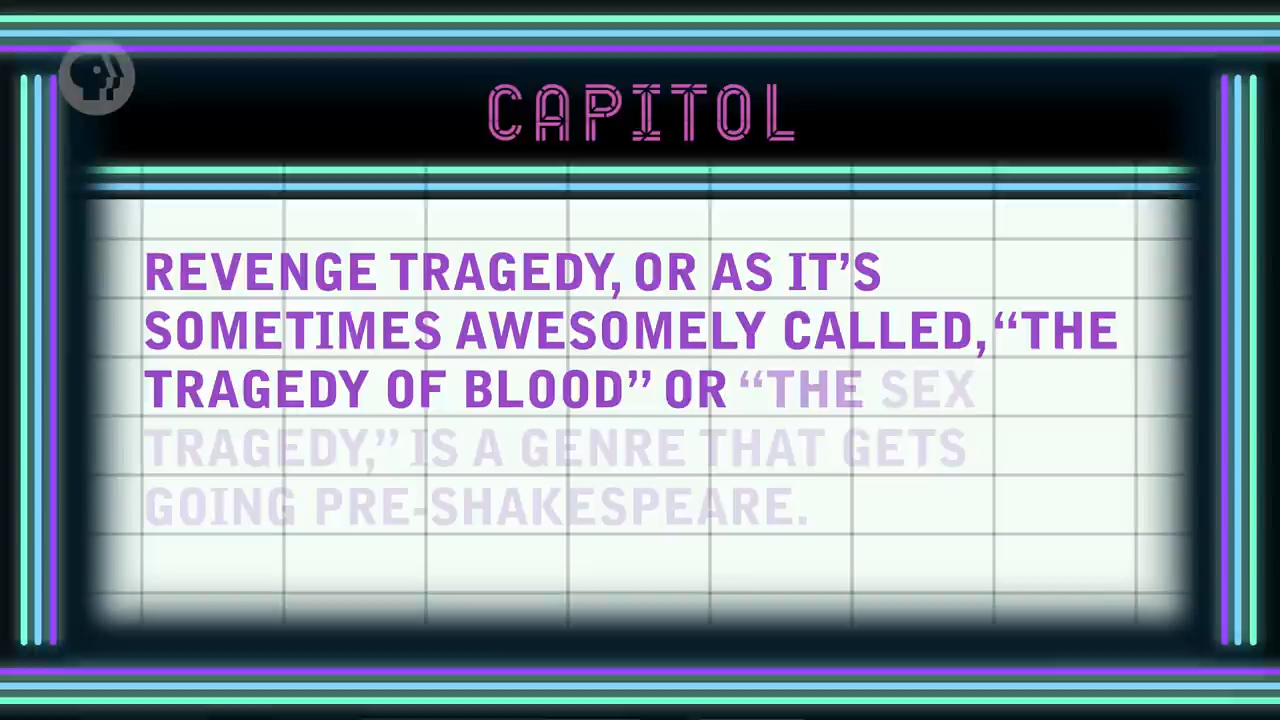 CAPITOL
REVENGE TRAGEDY, OR AS IT’S
SOMETIMES AWESOMELY CALLED, “THE
TRAGEDY OF BLOOD” OR “THE SEX
TRAGEDY,” IS A GENRE THAT GETS
GOING PRE-SHAKESPEARE.